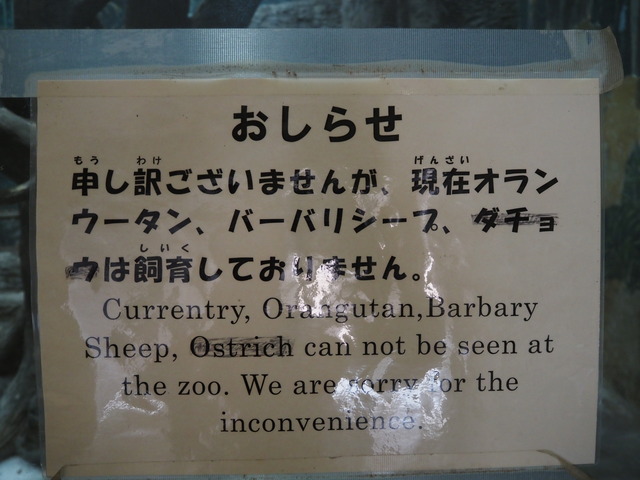 おしらせ
もう わけ げんざい
申し訳ございませんが、現在オラン
ウータン、バーバリシープ、ダチョ
しいく
ウは飼育しておりません。
Currentry, Orangutan,Barbary
Sheep, Ostrich can not be seen at
the zoo. We are sorry for the
inconvenience.